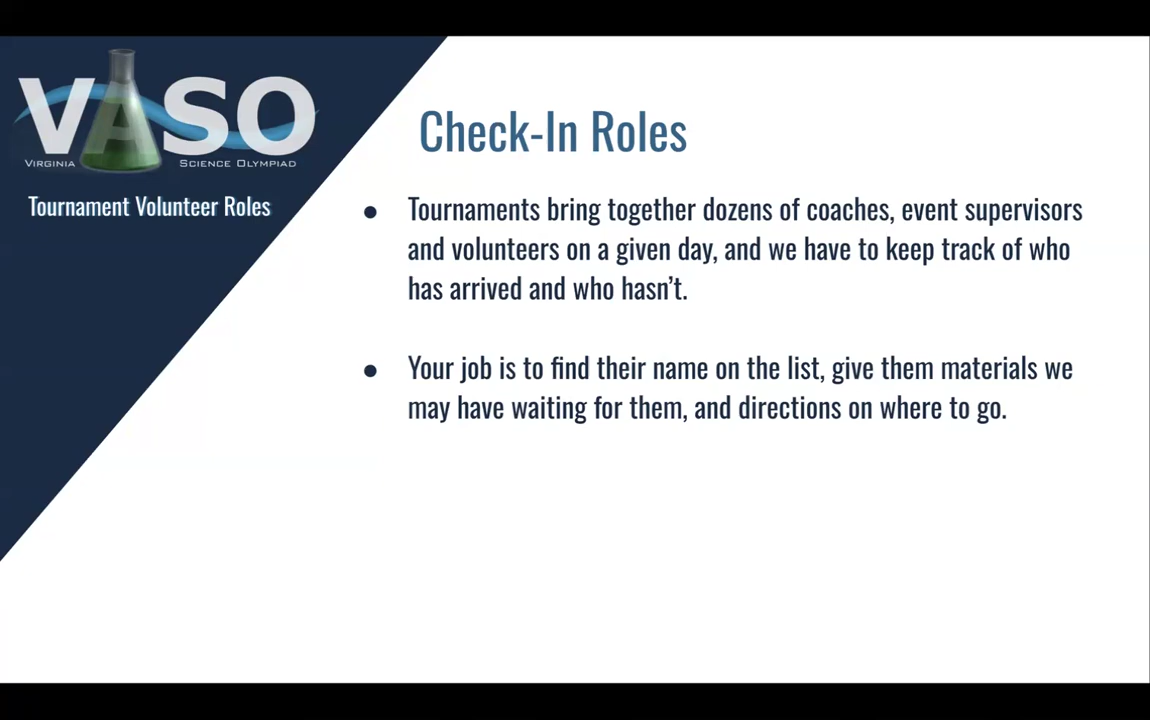 VASO
VIRGINIA SCIENCE OLYMPIAD
Tournament Volunteer Roles
Check-In Roles
● Tournaments bring together dozens of coaches, event supervisors
and volunteers on a given day, and we have to keep track of who
has arrived and who hasn’t.
● Your job is to find their name on the list, give them materials we
may have waiting for them, and directions on where to go.